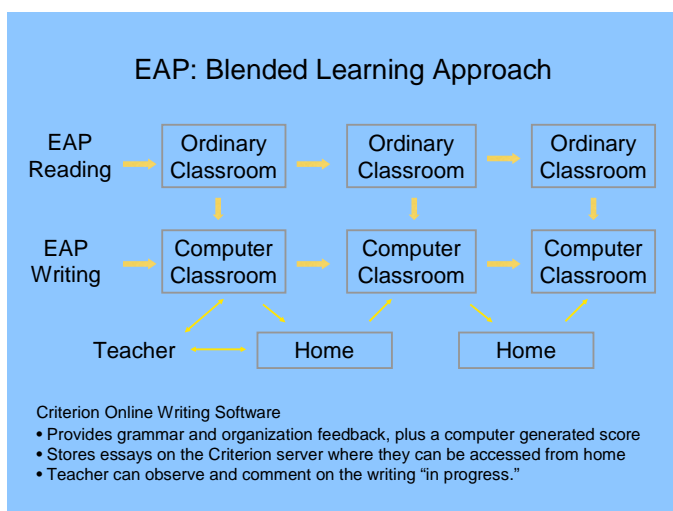 EAP: Blended Learning Approach
EAP
Reading
Ordinary
Classroom
Ordinary
Classroom
Ordinary
Classroom
EAP
Writing
Computer
Classroom
Computer
Classroom
Computer
Classroom
Teacher
Home
Home
Criterion Online Writing Software
• Provides grammar and organization feedback, plus a computer generated score
• Stores essays on the Criterion server where they can be accessed from home
• Teacher can observe and comment on the writing “in progress.”